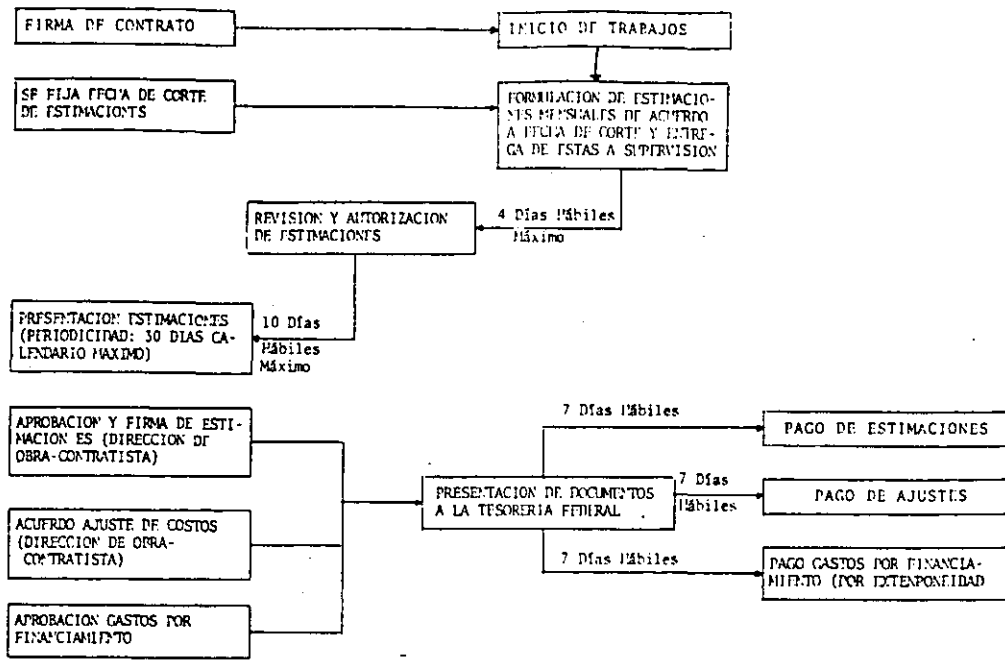 FIRMA DE CONTRATO
INICIO DE TRABAJOS
SE FIJA FECHA DE CORTE
DE ESTIMACIONES
FORMULACION DE ESTIMACIO-
NES MENSUALES DE ACUERDO
A FECHA DE CORTE Y ENTRE-
GA DE ESTAS A SUPERVISION
REVISION Y AUTORIZACION
DE ESTIMACIONES
4 Días Hábiles
Máximo
PRESENTACION ESTIMACIONES
(PERIODICIDAD: 30 DIAS CA-
LENDARIO MAXIMO)
10 Días
Hábiles
Máximo
APROBACION Y FIRMA DE ESTI-
MACION ES (DIRECCION DE
OBRA-CONTRATISTA)
ACUERDO AJUSTE DE COSTOS
(DIRECCION DE OBRA-
CONTRATISTA)
APROBACION GASTOS POR
FINANCIAMIENTO
PRESENTACION DE DOCUMENTOS
A LA TESORERIA FEDERAL
7 Días Hábiles
PAGO DE ESTIMACIONES
7 Días
Hábiles
PAGO DE AJUSTES
7 Días Hábiles
PAGO GASTOS POR FINANCIA-
MIENTO (POR EXTENPONEIDAD